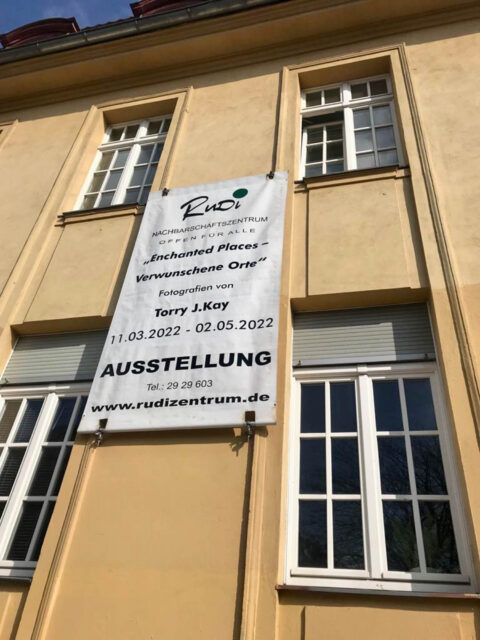 Rudi
NACHBARSCHAFTSZENTRUM
OFFEN FÜR ALLE
„Enchanted Places –
Verwunschene Orte"
Fotografien von
Torry J.Kay
11.03.2022 - 02.05.2022
AUSSTELLUNG
Tel.: 29 29 603
www.rudizentrum.de